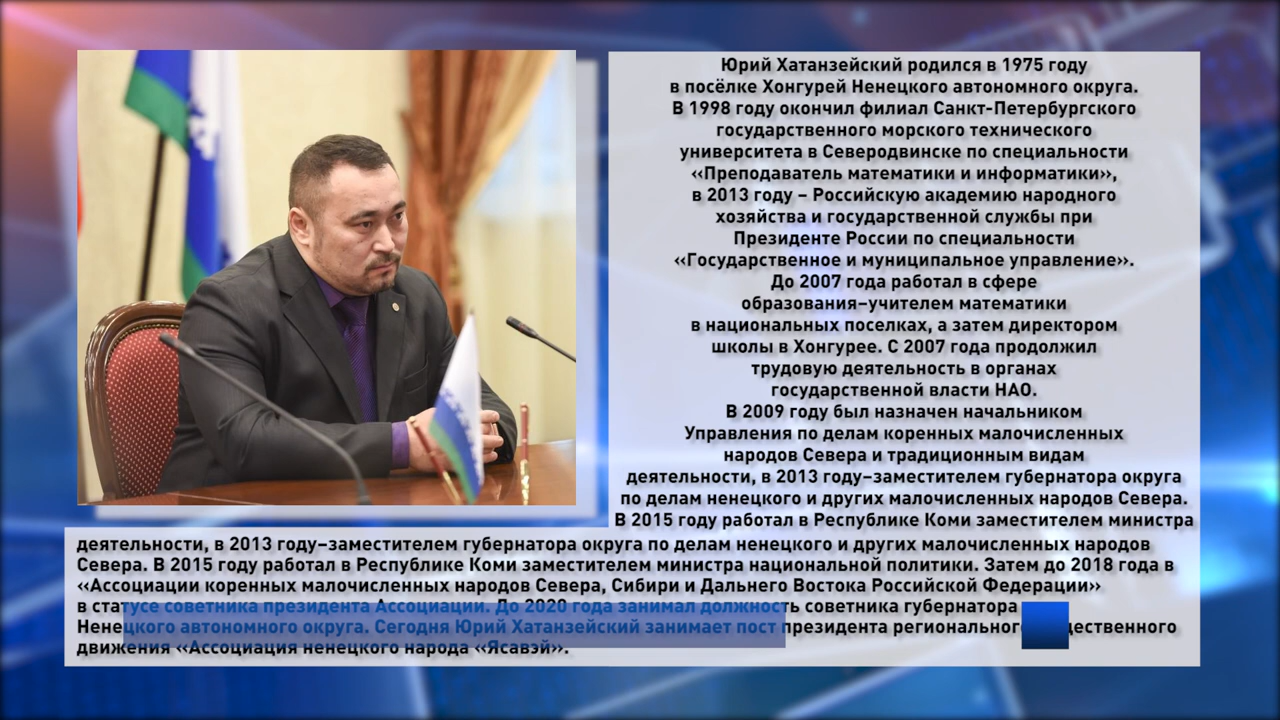 Юрий Хатанзейский родился в 1975 году
в посёлке Хонгурей Ненецкого автономного округа.
В 1998 году окончил филиал Санкт-Петербургского
государственного морского технического
университета в Северодвинске по специальности
«Преподаватель математики и информатики»,
в 2013 году – Российскую академию народного
хозяйства и государственной службы при
Президенте России по специальности
«Государственное и муниципальное управление».
До 2007 года работал в сфере
образования–учителем математики
в национальных поселках, а затем директором
школы в Хонгурее. С 2007 года продолжил
трудовую деятельность в органах
государственной власти НАО.
В 2009 году был назначен начальником
Управления по делам коренных малочисленных
народов Севера и традиционным видам
деятельности, в 2013 году–заместителем губернатора округа
по делам ненецкого и других малочисленных народов Севера.
В 2015 году работал в Республике Коми заместителем министра
деятельности, в 2013 году–заместителем губернатора округа по делам ненецкого и других малочисленных народов
Севера. В 2015 году работал в Республике Коми заместителем министра национальной политики. Затем до 2018 года в
«Ассоциации коренных малочисленных народов Севера, Сибири и Дальнего Востока Российской Федерации»
в статусе советника президента Ассоциации. До 2020 года занимал должность советника губернатора
Ненецкого автономного округа. Сегодня Юрий Хатанзейский занимает пост президента
движения «Ассоциация ненецкого народа «Ясавэй».